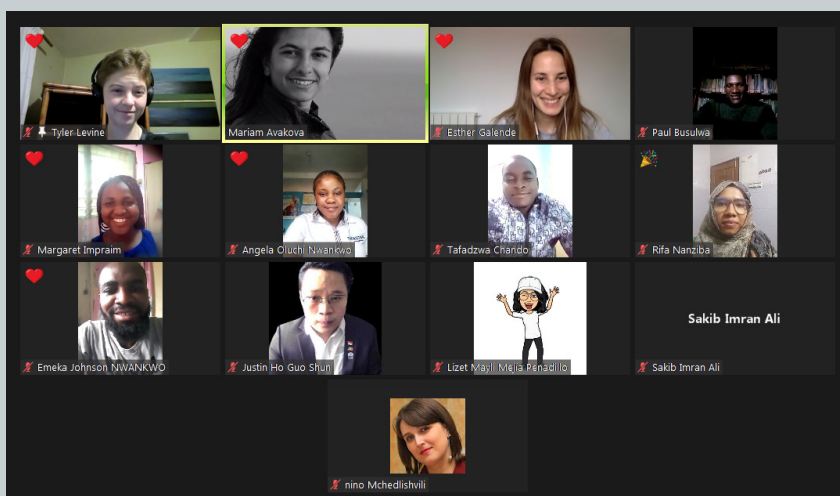 Tyler Levine
Mariam Avakova
Esther Galende
Paul Busulwa
Margaret Impraim
Angela Oluchi Nwankwo
Tafadzwa Chando
Rifa Nanziba
Emeka Johnson NWANKWO
Justin Ho Guo Shun
Lizet Mayli Mejia Penadillo
Sakib Imran Ali
Sakib Imran Ali
nino Mchedlishvili